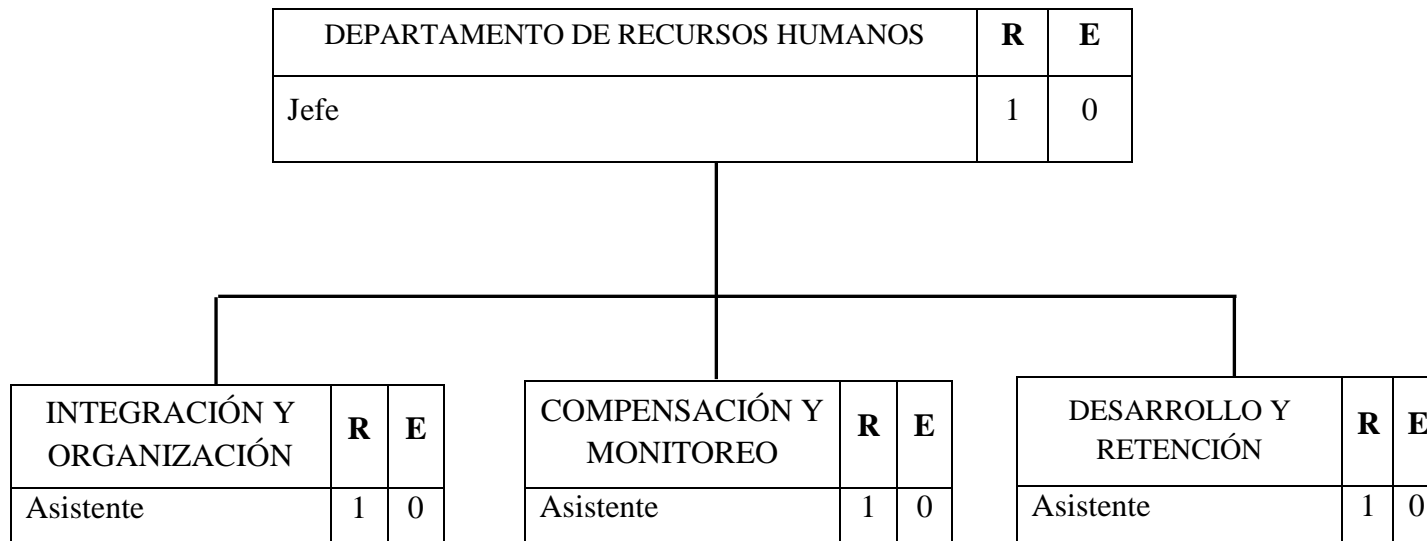 DEPARTAMENTO DE RECURSOS HUMANOS R E
Jefe 1 0
INTEGRACIÓN Y
ORGANIZACIÓN R E
Asistente 1 0
COMPENSACIÓN Y
MONITOREO R E
Asistente 1 0
DESARROLLO Y
RETENCIÓN R E
Asistente 1 0